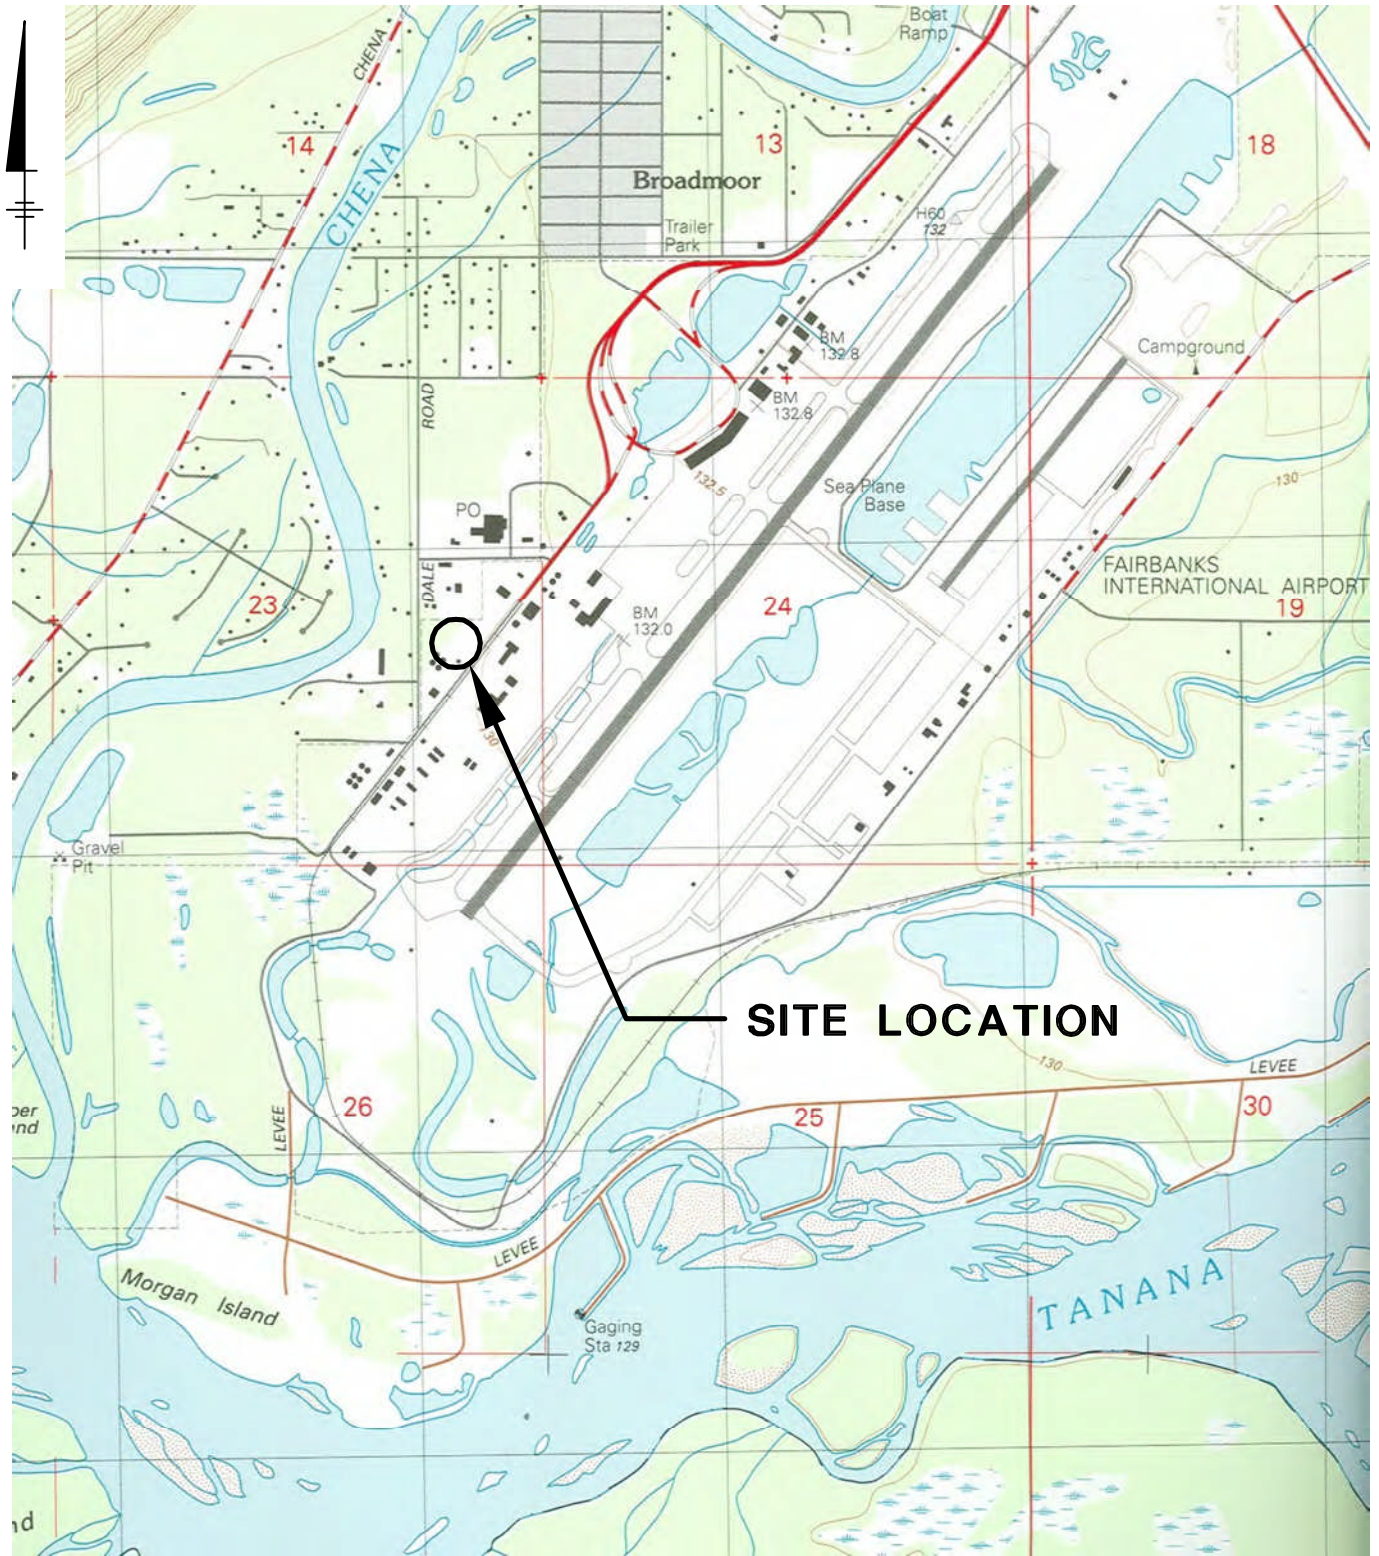 Boat
Ramp
CHENA
14
13
18
CHENA
Broadmoor
Trailer
Park
H60
132
BM
132.8
Campground
ROAD
BM
132.8
132.5
Sea Plane
Base
130
PO
FAIRBANKS
INTERNATIONAL AIRPORT
DALE
23
24
19
BM
132.0
130
Gravel
Pit
SITE LOCATION
130
LEVEE
26
25
30
LEVEE
LEVEE
Morgan Island
TANANA
Gaging
Sta 129